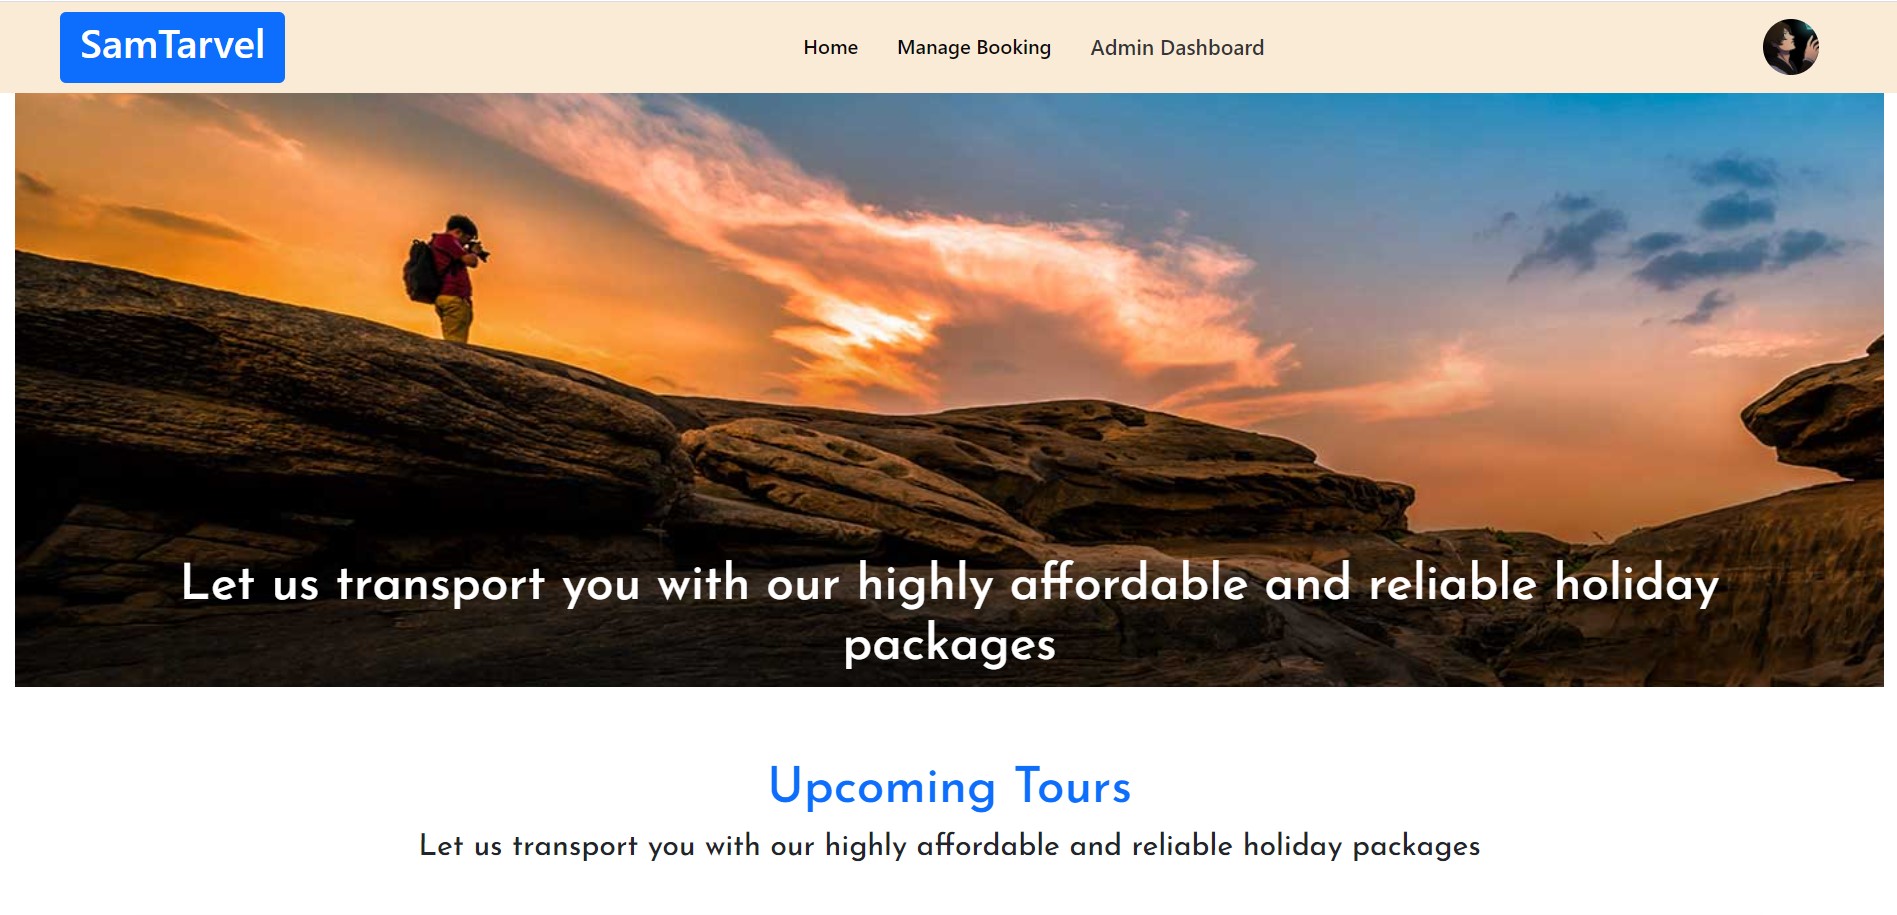 SamTarvel
Home Manage Booking Admin Dashboard
Let us transport you with our highly affordable and reliable holiday
packages
Upcoming Tours
Let us transport you with our highly affordable and reliable holiday packages